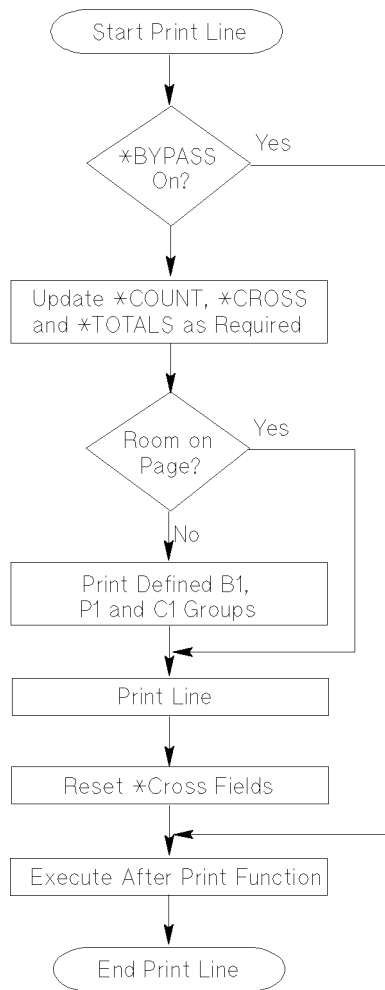 Start Print Line
*BYPASS
On?
Yes
Update *COUNT, *CROSS
and *TOTALS as Required
Room on
Page?
Yes
No
Print Defined B1,
P1 and C1 Groups
Print Line
Reset *Cross Fields
Execute After Print Function
End Print Line